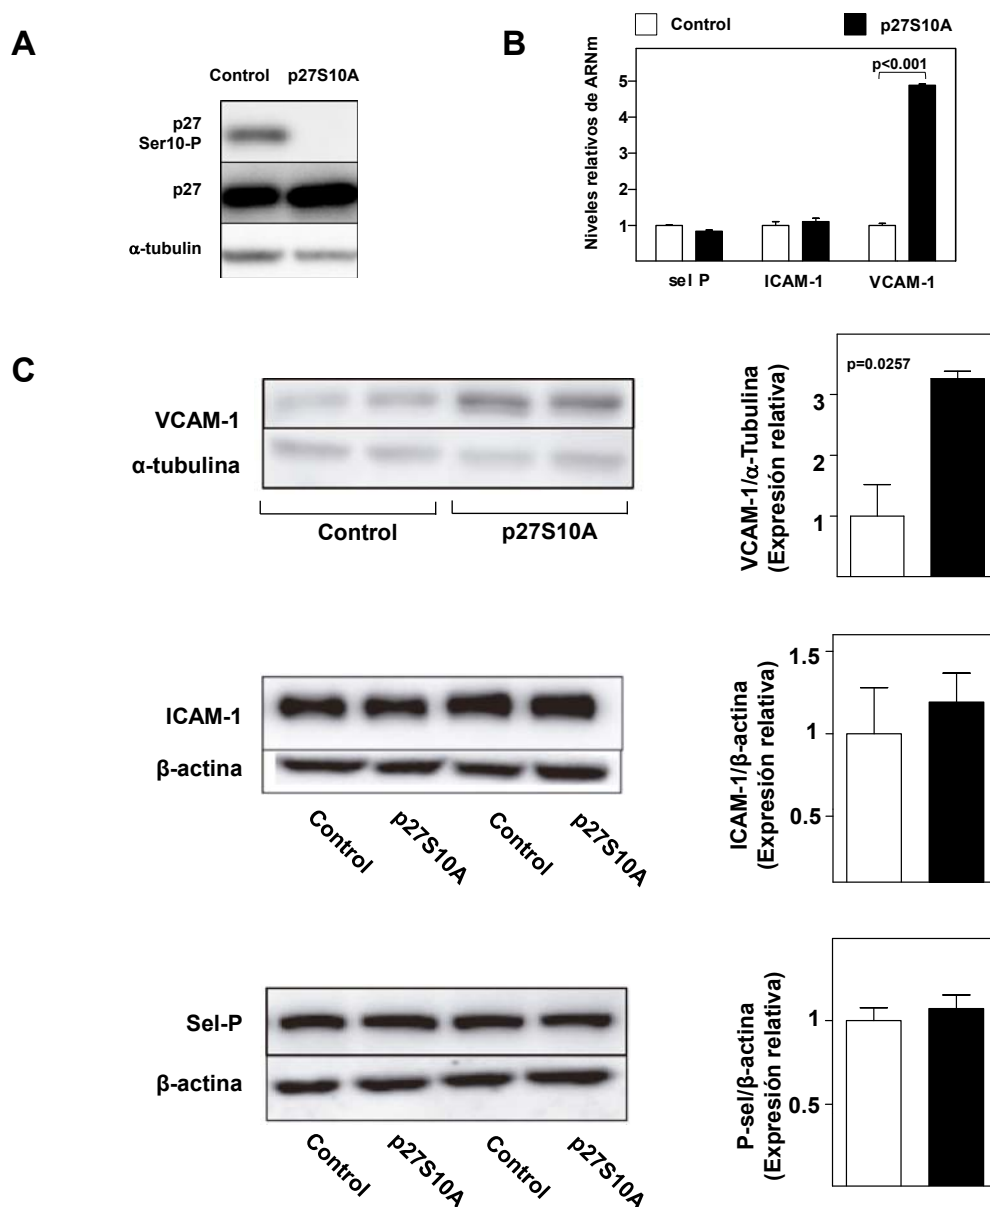 A
Control p27S10A
p27
Ser10-P
p27
α-tubulin
B
Control
p27S10A
Niveles relativos de ARNm
5
4
3
2
1
p<0.001
sel P
ICAM-1
VCAM-1
C
VCAM-1
α-tubulina
Control
p27S10A
VCAM-1/α-Tubulina
(Expresión relativa)
3
2
1
p=0.0257
ICAM-1
β-actina
Control
p27S10A
Control
p27S10A
ICAM-1/β-actina
(Expresión relativa)
1.5
1
0.5
Sel-P
β-actina
Control
p27S10A
Control
p27S10A
P-sel/β-actina
(Expresión relativa)
1
0.5